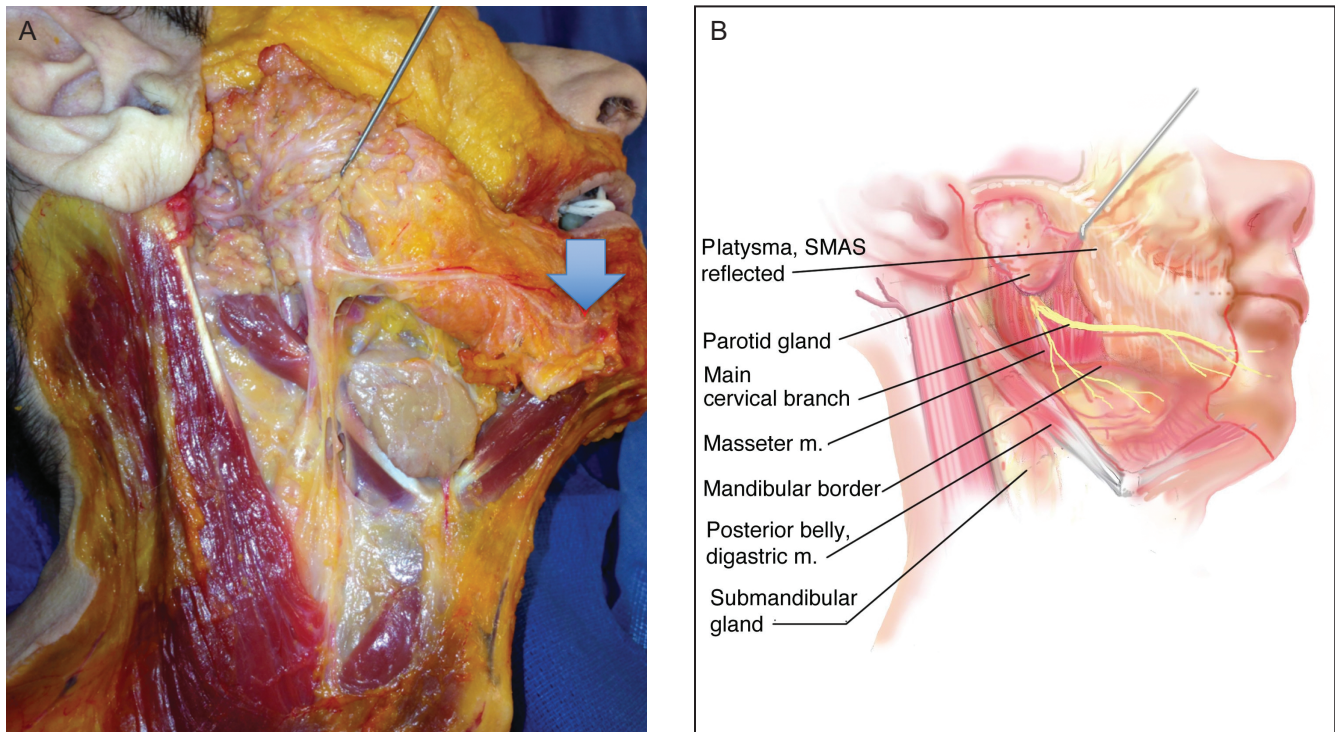 A
B
Platysma, SMAS
reflected
Parotid gland
Main
cervical branch
Masseter m.
Mandibular border
Posterior belly,
digastric m.
Submandibular
gland